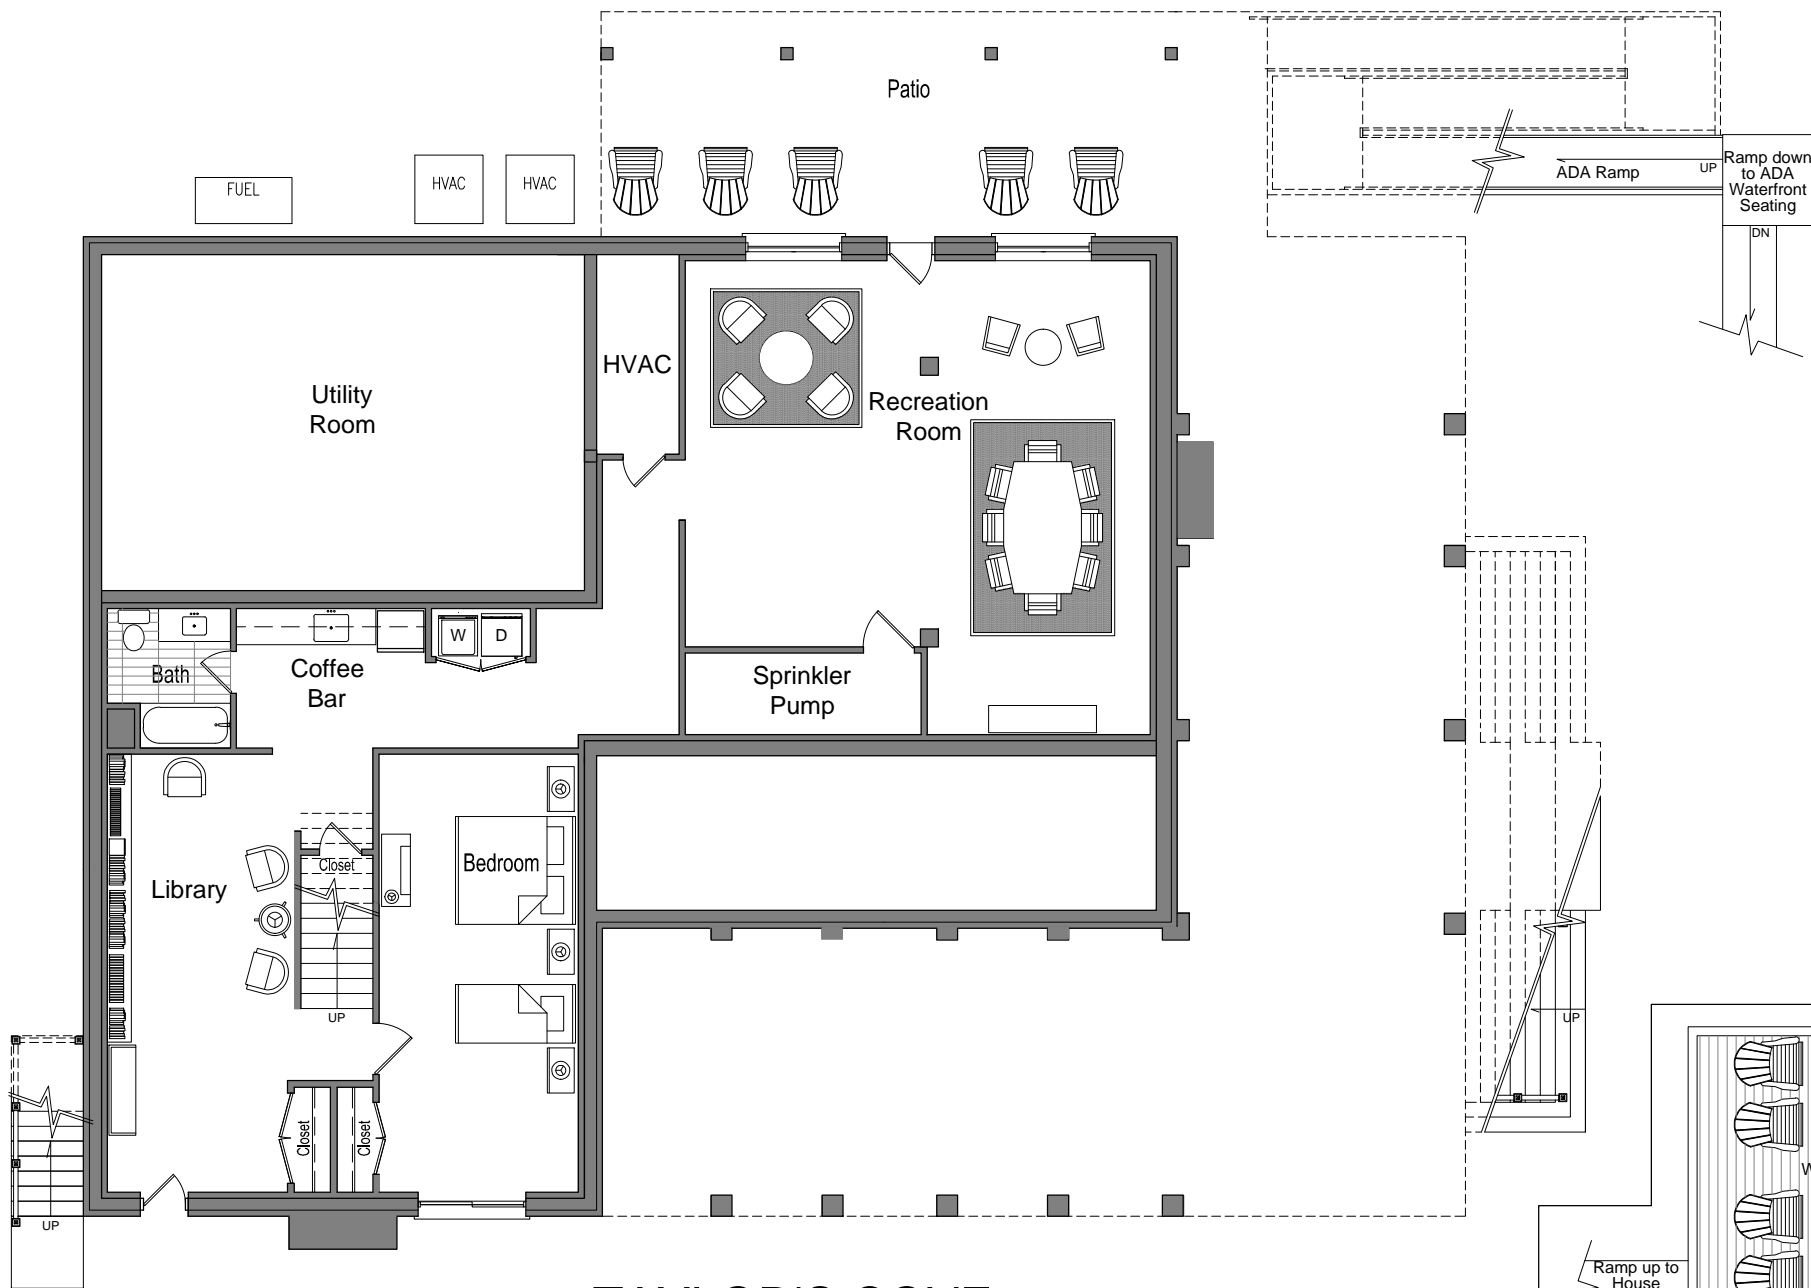 Patio
FUEL
HVAC
HVAC
ADA Ramp
UP
Ramp down
to ADA
Waterfront
Seating
DN
Utility
Room
HVAC
Recreation
Room
W
D
Bath
Coffee
Bar
Sprinkler
Pump
Library
Closet
Bedroom
UP
UP
Closet
Closet
UP
Ramp up to
House